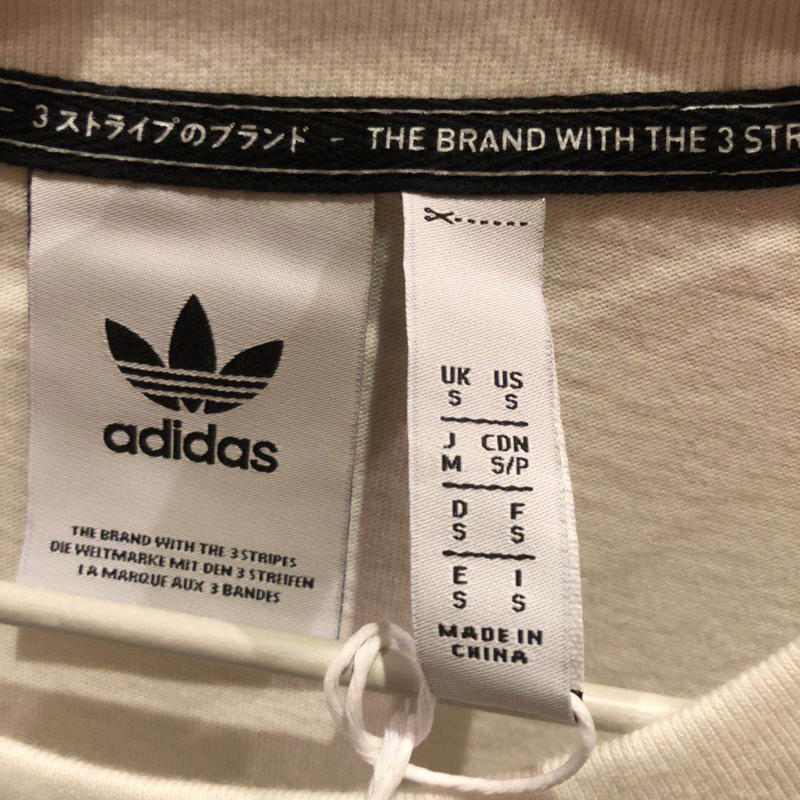 - 3ストライプのブランド - THE BRAND WITH THE 3 STR
adidas
THE BRAND WITH THE 3 STRIPES
DIE WELTMARKE MIT DEN 3 STREIFEN
LA MARQUE AUX 3 BANDES
UK US
S S
J CDN
M S/P
D F
S S
E I
S S
MADE IN
CHINA